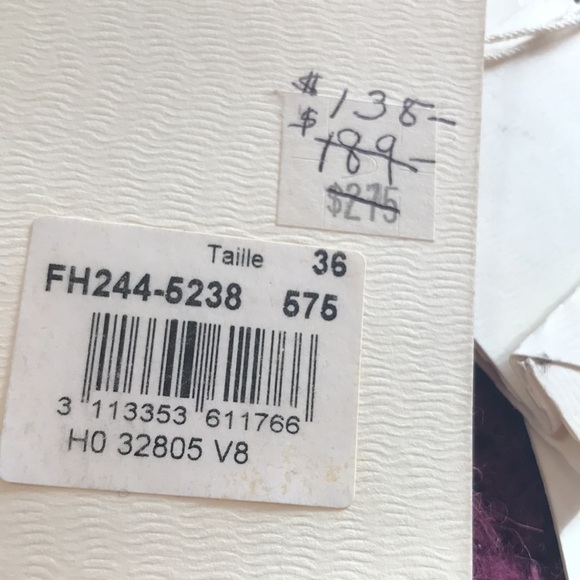 $138-
$189-
$275
Taille 36
FH244-5238 575
3 113353 611766
H0 32805 V8